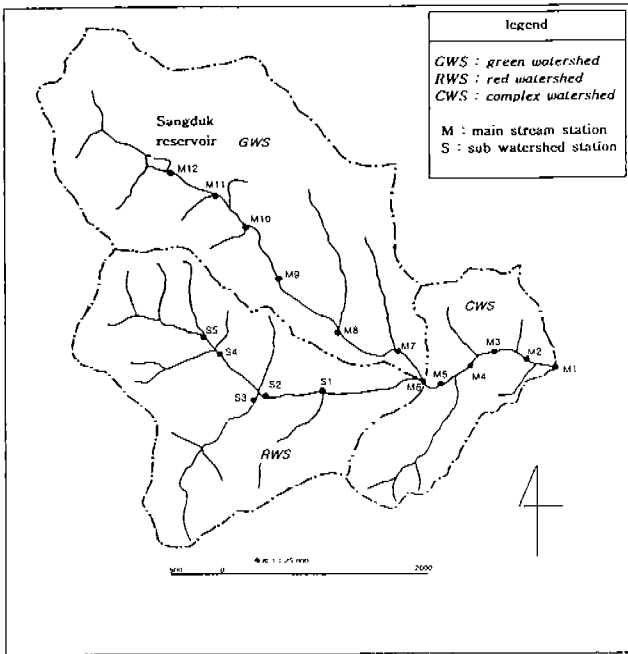 legend
GWS : green watershed
RWS : red watershed
CWS : complex watershed
M : main stream station
S : sub watershed station
Sangduk
reservoir
GWS
M12
M11
M10
M9
M8
M7
CWS
M3
M2
M1
M4
M5
M6
S5
S4
S3
S2
S1
RWS
500
0
2000